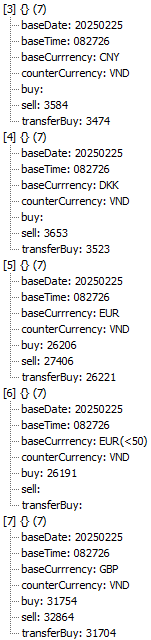 [3] {} (7)
baseDate: 20250225
baseTime: 082726
baseCurrrency: CNY
counterCurrency: VND
buy:
sell: 3584
transferBuy: 3474
[4] {} (7)
baseDate: 20250225
baseTime: 082726
baseCurrrency: DKK
counterCurrency: VND
buy:
sell: 3653
transferBuy: 3523
[5] {} (7)
baseDate: 20250225
baseTime: 082726
baseCurrrency: EUR
counterCurrency: VND
buy: 26206
sell: 27406
transferBuy: 26221
[6] {} (7)
baseDate: 20250225
baseTime: 082726
baseCurrrency: EUR(<50)
counterCurrency: VND
buy: 26191
sell:
transferBuy:
[7] {} (7)
baseDate: 20250225
baseTime: 082726
baseCurrrency: GBP
counterCurrency: VND
buy: 31754
sell: 32864
transferBuy: 31704